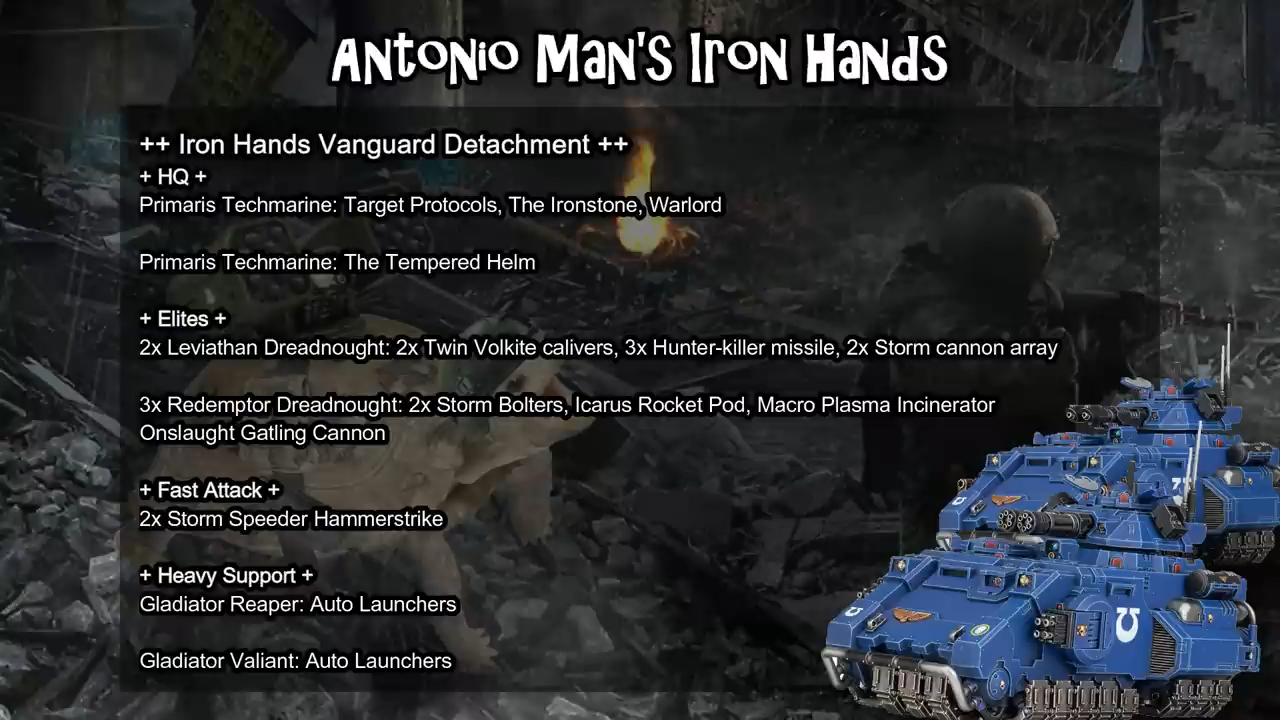 Antonio Man's Iron Hands
++ Iron Hands Vanguard Detachment ++
+ HQ +
Primaris Techmarine: Target Protocols, The Ironstone, Warlord
Primaris Techmarine: The Tempered Helm
+ Elites +
2x Leviathan Dreadnought: 2x Twin Volkite calivers, 3x Hunter-killer missile, 2x Storm cannon array
3x Redemptor Dreadnought: 2x Storm Bolters, Icarus Rocket Pod, Macro Plasma Incinerator
Onslaught Gatling Cannon
+ Fast Attack +
2x Storm Speeder Hammerstrike
+ Heavy Support +
Gladiator Reaper: Auto Launchers
Gladiator Valiant: Auto Launchers